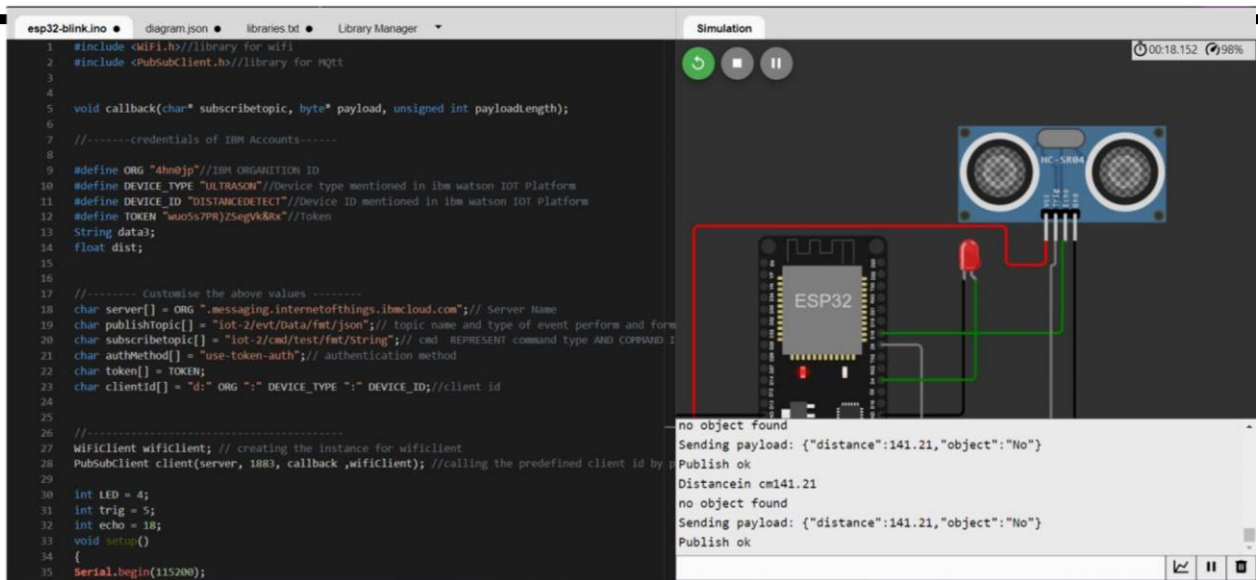 esp32-blink.ino ● diagram.json ● libraries.txt ● Library Manager
1 #include <WiFi.h>//library for wifi
2 #include <PubSubClient.h>//library for MQtt
3
4
5 void callback(char* subscribetopic, byte* payload, unsigned int payloadLength);
6
7 //-------credentials of IBM Accounts------
8
9 #define ORG "4hn0jp"//IBM ORGANITION ID
10 #define DEVICE_TYPE "ULTRASON"//Device type mentioned in ibm watson IOT Platform
11 #define DEVICE_ID "DISTANCEDETECT"//Device ID mentioned in ibm watson IOT Platform
12 #define TOKEN "wuo5s7PR)ZSegVk&Rx"//Token
13 String data3;
14 float dist;
15
16
17 //-------- Customise the above values --------
18 char server[] = ORG ".messaging.internetofthings.ibmcloud.com";// Server Name
19 char publishTopic[] = "iot-2/evt/Data/fmt/json";// topic name and type of event perform and form
20 char subscribetopic[] = "iot-2/cmd/test/fmt/String";// cmd REPRESENT command type AND COMMAND I
21 char authMethod[] = "use-token-auth";// authentication method
22 char token[] = TOKEN;
23 char clientId[] = "d:" ORG ":" DEVICE_TYPE ":" DEVICE_ID;//client id
24
25
26 //-----------------------------------------
27 WiFiClient wifiClient; // creating the instance for wificlient
28 PubSubClient client(server, 1883, callback ,wifiClient); //calling the predefined client id by p
29
30 int LED = 4;
31 int trig = 5;
32 int echo = 18;
33 void setup()
34 {
35 Serial.begin(115200);
Simulation
00:18.152 98%
HC-SR04
Trig
Echo
Gnd
ESP32
no object found
Sending payload: {"distance":141.21,"object":"No"}
Publish ok
Distancein cm141.21
no object found
Sending payload: {"distance":141.21,"object":"No"}
Publish ok